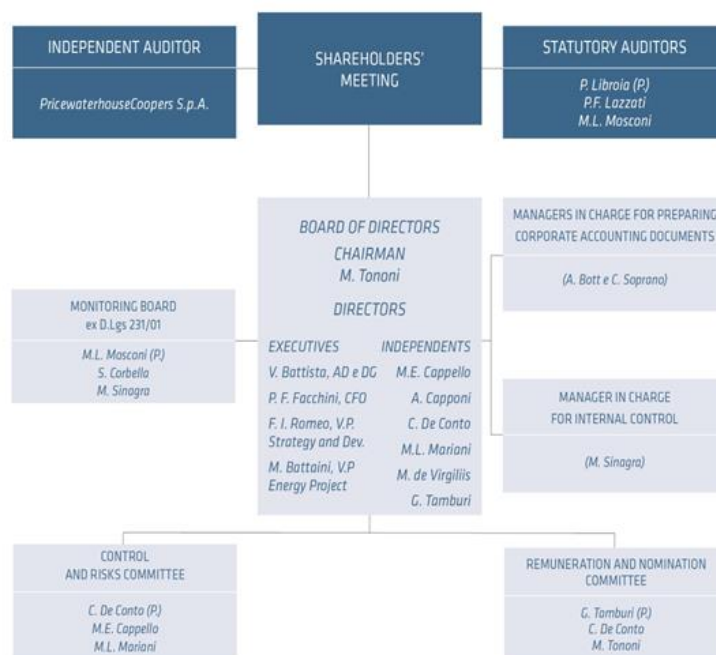 INDEPENDENT AUDITOR
PricewaterhouseCoopers S.p.A.
SHAREHOLDERS'
MEETING
STATUTORY AUDITORS
P. Libroia (P.)
P.F. Lazzati
M.L. Mosconi
BOARD OF DIRECTORS
CHAIRMAN
M. Tononi
DIRECTORS
EXECUTIVES
V. Battista, AD e DG
P. F. Facchini, CFO
F. I. Romeo, V.P.
Strategy and Dev.
M. Battaini, V.P
Energy Project
INDEPENDENTS
M.E. Cappello
A. Capponi
C. De Conto
M.L. Mariani
M. de Virgiliis
G. Tamburi
MANAGERS IN CHARGE FOR PREPARING
CORPORATE ACCOUNTING DOCUMENTS
(A. Bott e C. Soprano)
MONITORING BOARD
ex D.Lgs 231/01
M.L. Mosconi (P.)
S. Corbella
M. Sinagra
MANAGER IN CHARGE
FOR INTERNAL CONTROL
(M. Sinagra)
CONTROL
AND RISKS COMMITTEE
C. De Conto (P.)
M.E. Cappello
M.L. Mariani
REMUNERATION AND NOMINATION
COMMITTEE
G. Tamburi (P.)
C. De Conto
M. Tononi